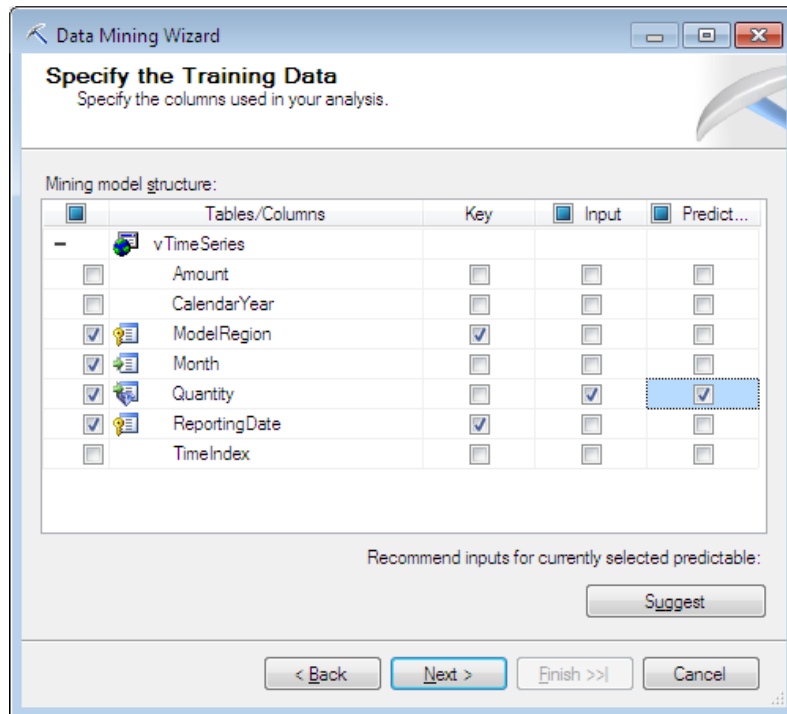 Data Mining Wizard
Specify the Training Data
Specify the columns used in your analysis.
Mining model structure:
Tables/Columns Key Input Predict...
vTimeSeries
Amount
CalendarYear
ModelRegion
Month
Quantity
ReportingDate
TimeIndex
Recommend inputs for currently selected predictable:
Suggest
< Back Next > Finish >>| Cancel